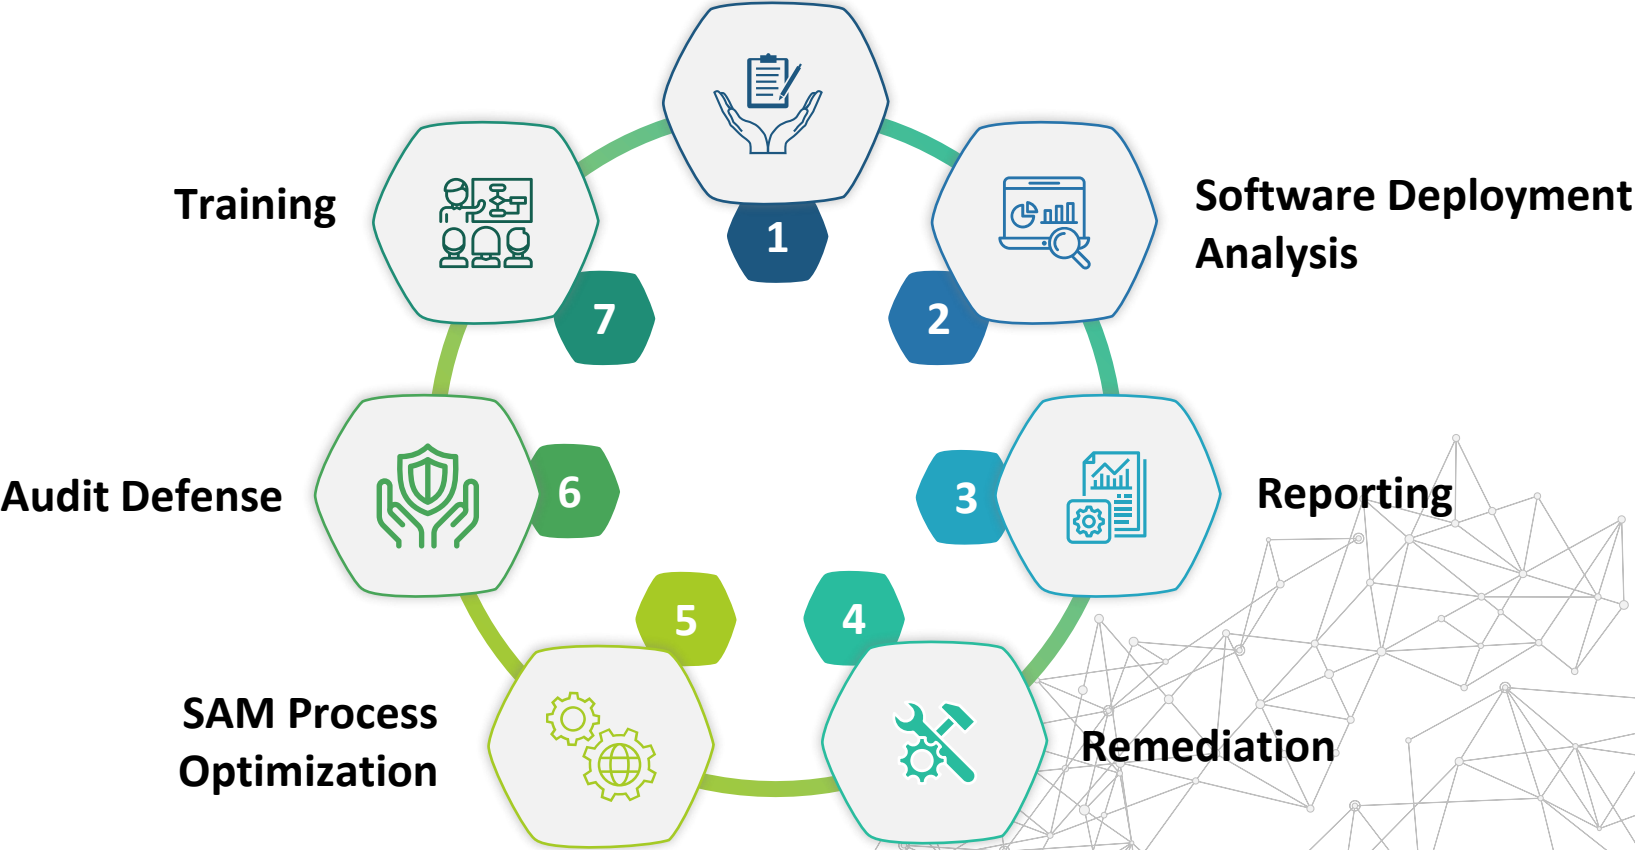 1
Software Deployment
Analysis
2
Reporting
3
Remediation
4
SAM Process
Optimization
5
Audit Defense
6
Training
7